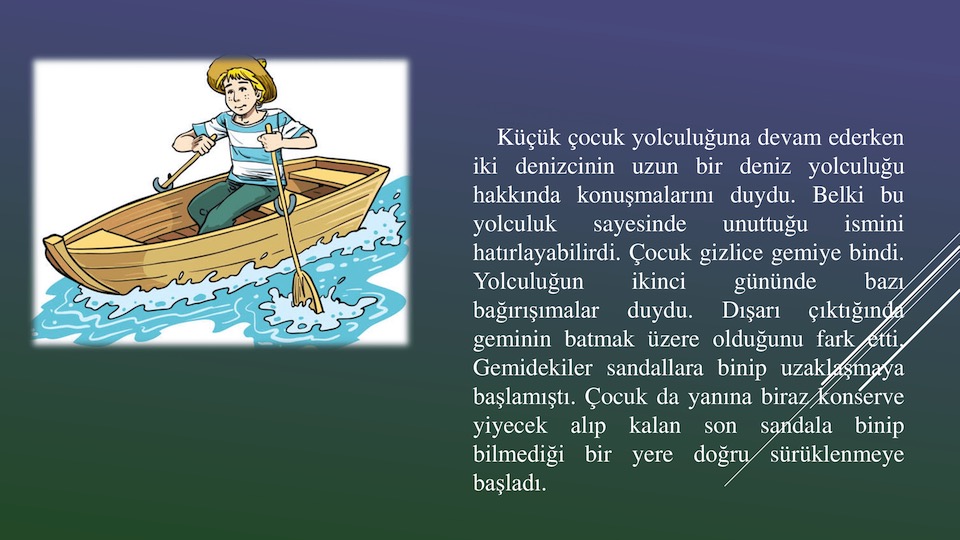 Küçük çocuk yolculuğuna devam ederken
iki denizcinin uzun bir deniz yolculuğu
hakkında konuşmalarını duydu. Belki bu
yolculuk sayesinde unuttuğu ismini
hatırlayabilirdi. Çocuk gizlice gemiye bindi.
Yolculuğun ikinci gününde bazı
bağırışımalar duydu. Dışarı çıktığında
geminin batmak üzere olduğunu fark etti.
Gemidekiler sandallara binip uzaklaşmaya
başlamıştı. Çocuk da yanına biraz konserve
yiyecek alıp kalan son sandala binip
bilmediği bir yere doğru sürüklenmeye
başladı.